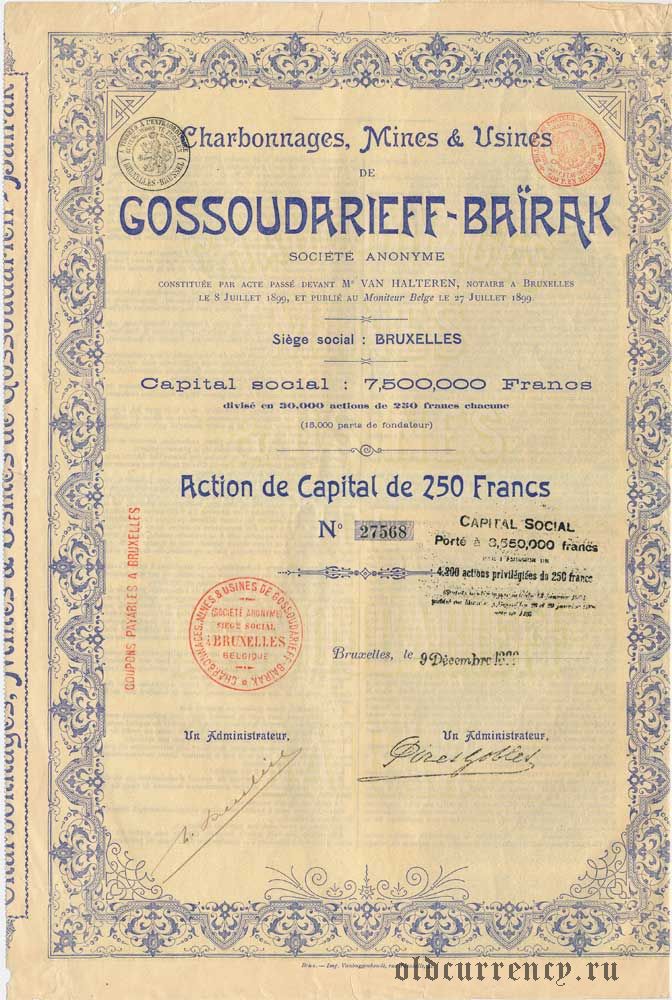 Charbonnages, Mines & Usines
DE
GOSSOUDARIEFF-BAÏRAK
SOCIÉTÉ ANONYME
CONSTITUÉE PAR ACTE PASSÉ DEVANT Me VAN HALTEREN, NOTAIRE A BRUXELLES
LE 8 JUILLET 1899, ET PUBLIÉ AU Moniteur Belge LE 27 JUILLET 1899.
Siège social : BRUXELLES
Capital social : 7,500,000 Francs
divisé en 30,000 actions de 250 francs chacune
(15,000 parts de fondateur)
Action de Capital de 250 Francs
No 27568
CAPITAL SOCIAL
Porté à 8,550,000 francs
4,200 actions privilégiées de 250 francs
COUPONS PAYABLES A BRUXELLES
CHARBONNAGES, MINES & USINES DE GOSSOUDARIEFF-BAÏRAK
(SOCIÉTÉ ANONYME)
SIÈGE SOCIAL
BRUXELLES
BELGIQUE
Bruxelles, le 9 Décembre
Un Administrateur,
Un Administrateur,
(BRUXELLES-BRUSSEL)
Charbonnages, Mines & Usines de Gossoudarieff-Baïrak
oldcurrency.ru